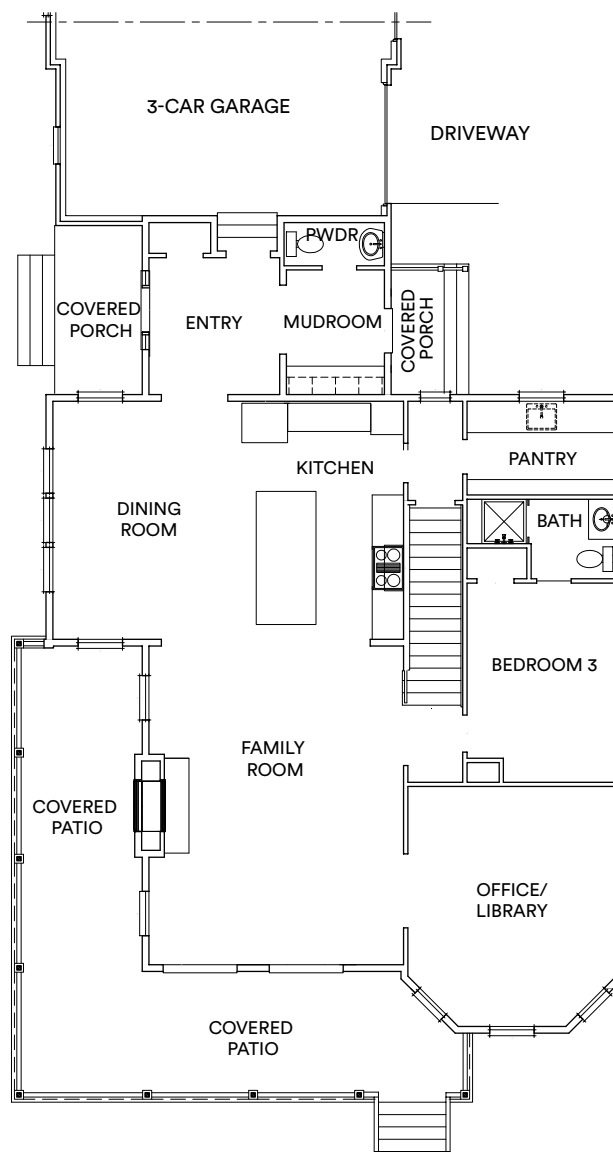 3-CAR GARAGE
DRIVEWAY
PWDR
COVERED
PORCH
ENTRY
MUDROOM
COVERED
PORCH
KITCHEN
PANTRY
DINING
ROOM
BATH
BEDROOM 3
FAMILY
ROOM
COVERED
PATIO
OFFICE/
LIBRARY
COVERED
PATIO